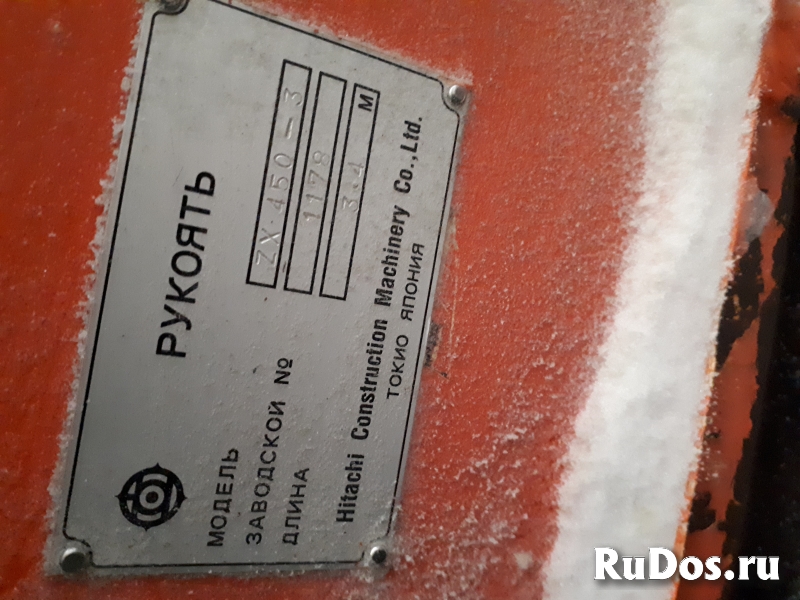 РУКОЯТЬ
МОДЕЛЬ ZX 450-3
ЗАВОДСКОЙ № 1178
ДЛИНА 3.4 М
Hitachi Construction Machinery Co.,Ltd.
ТОКИО ЯПОНИЯ
RuDos.ru